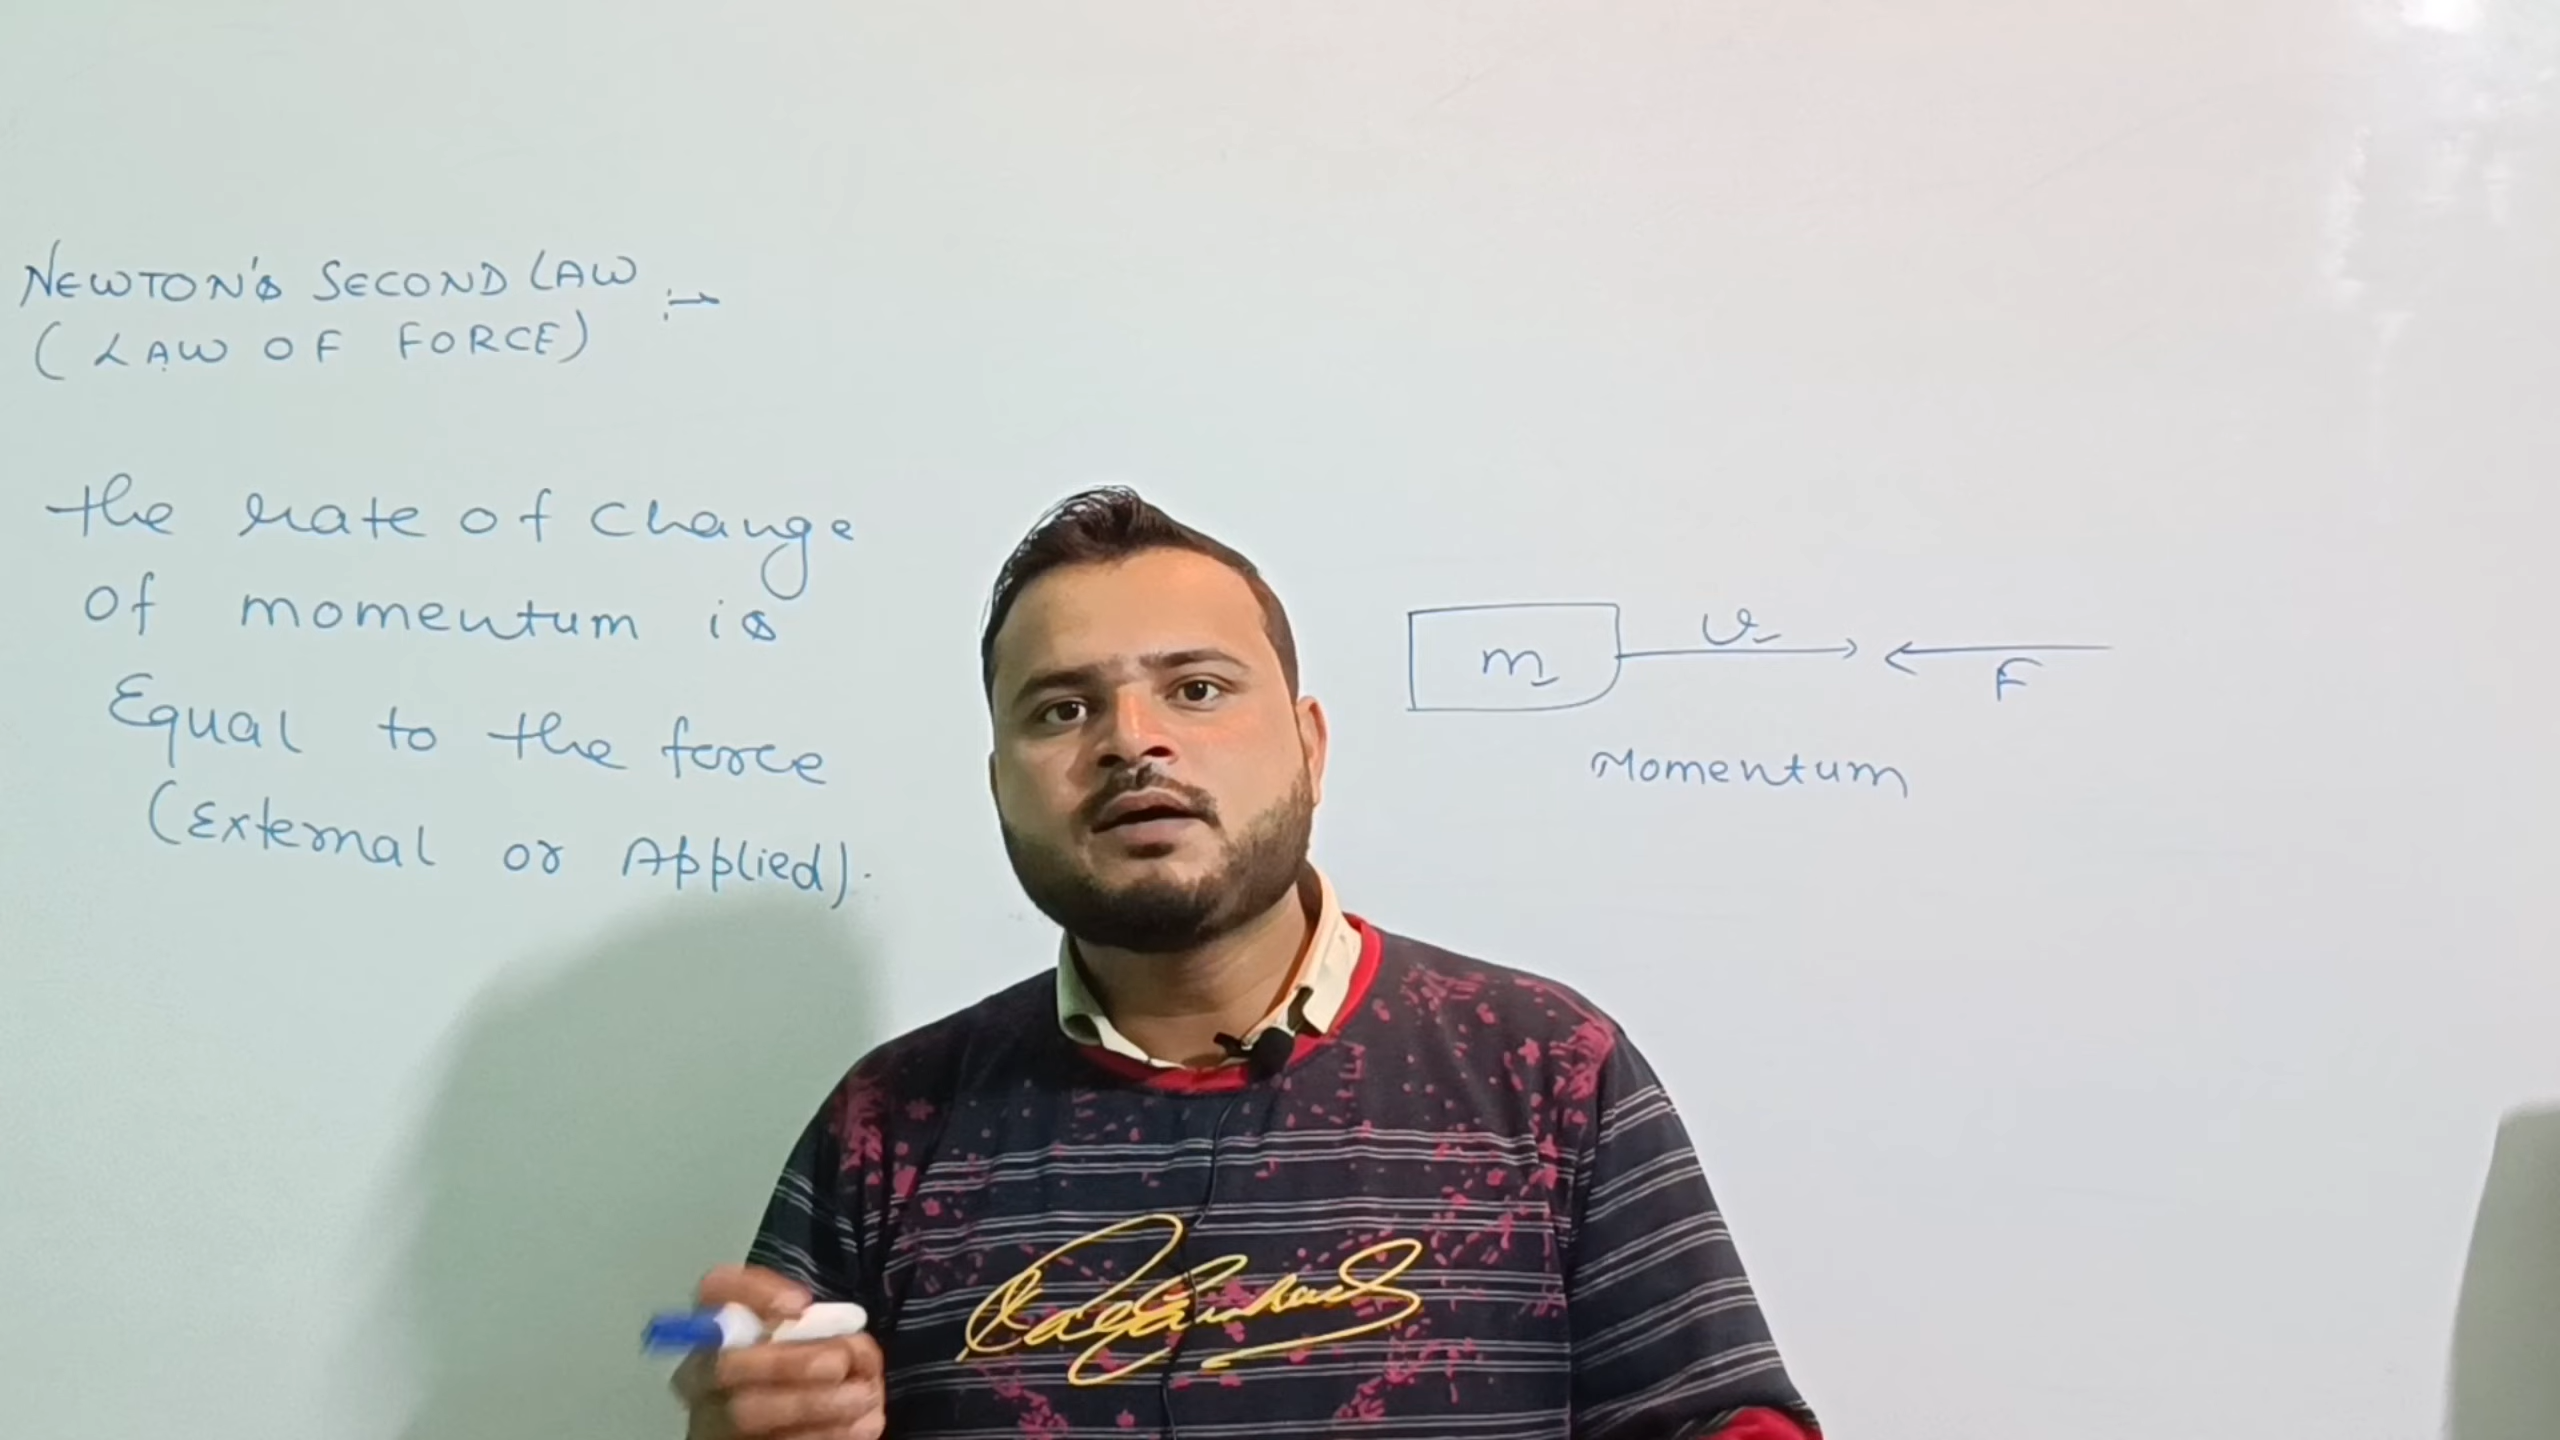 NEWTON'S SECOND LAW :→
(LAW OF FORCE)
the rate of change
of momentum is
Equal to the force
(External or Applied).
m
v
F
Momentum